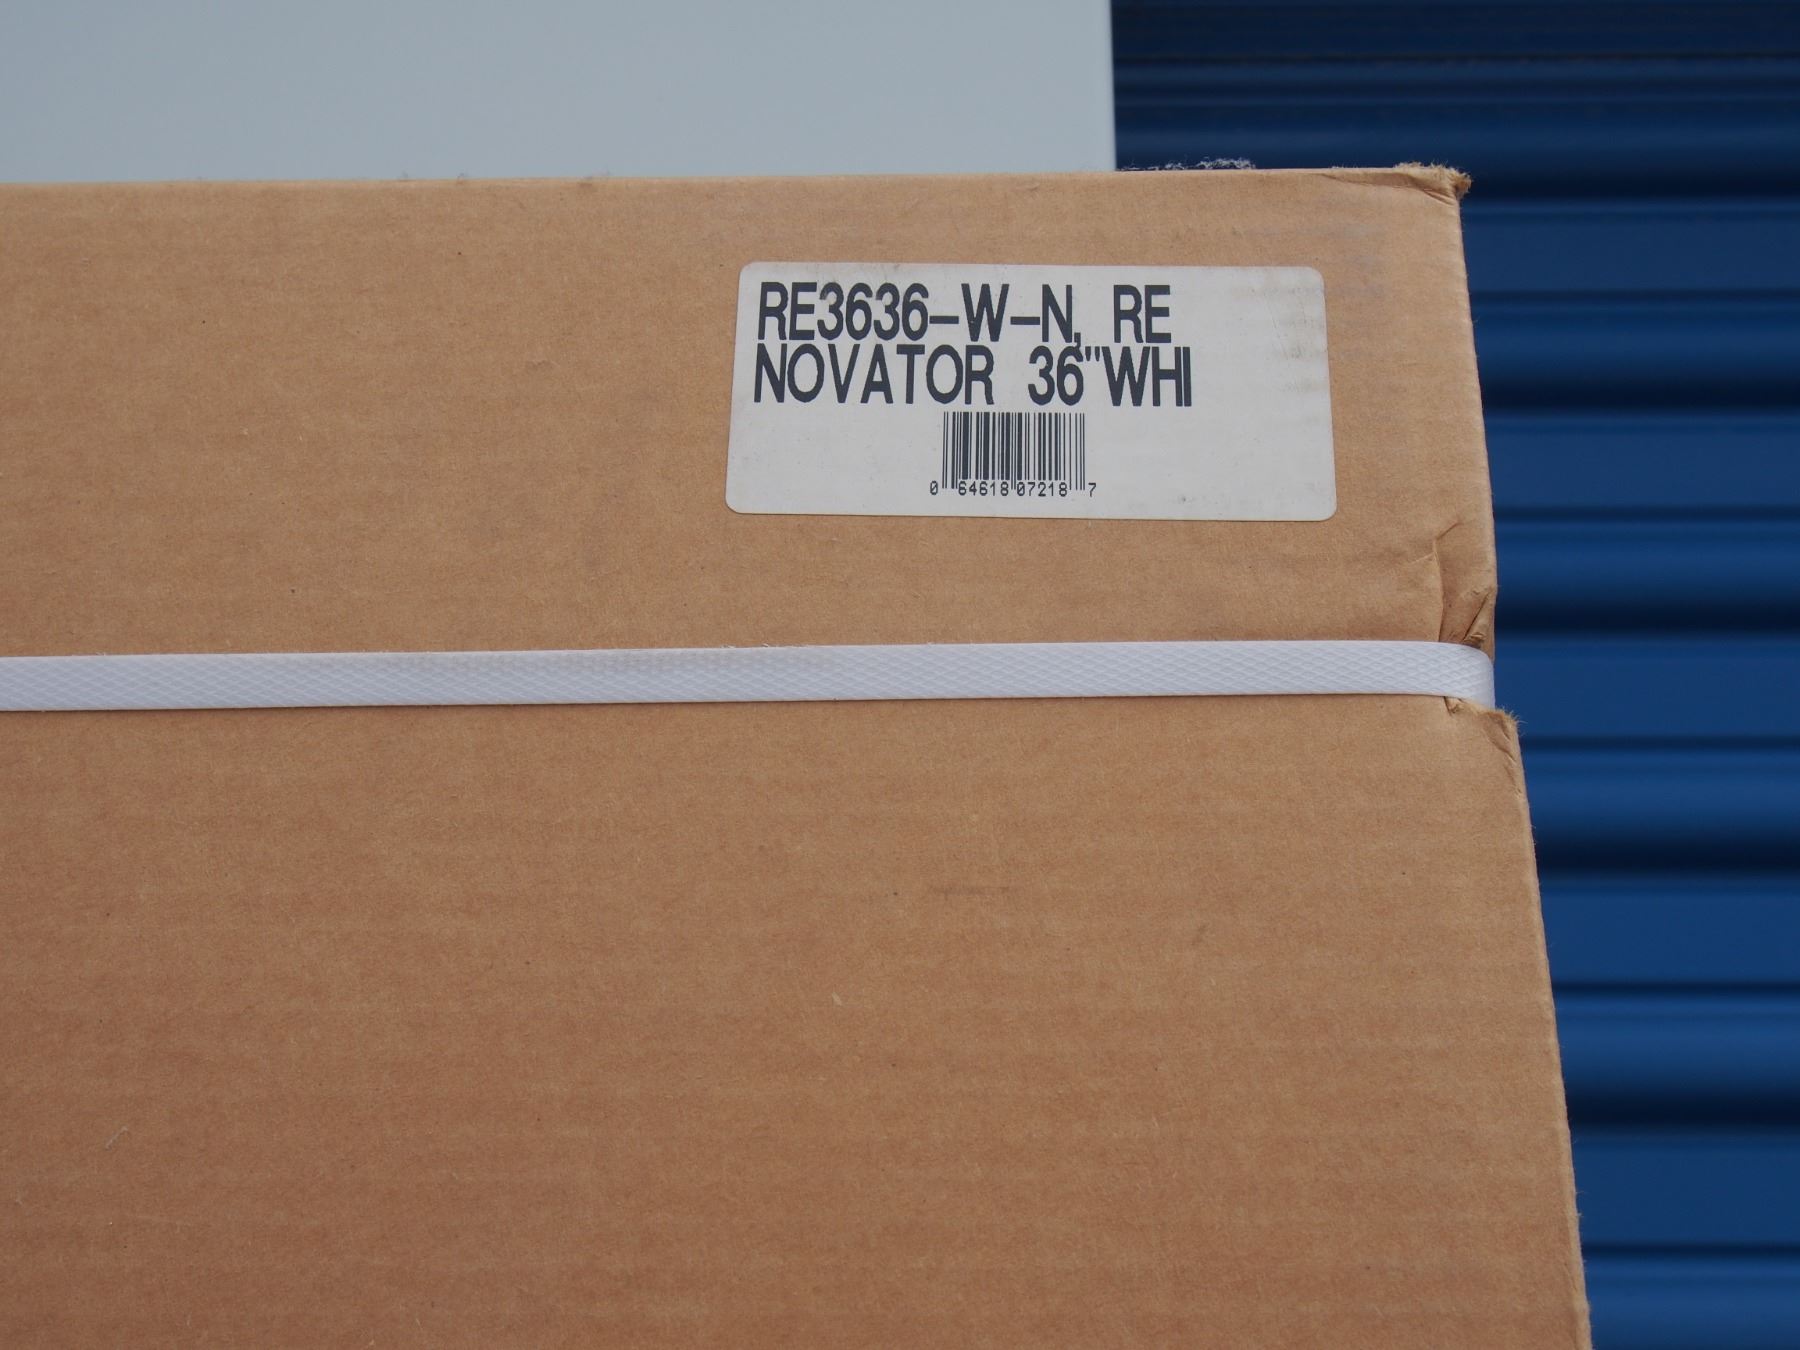 RE3636-W-N, RE
NOVATOR 36"WHI
0 64618 07218 7